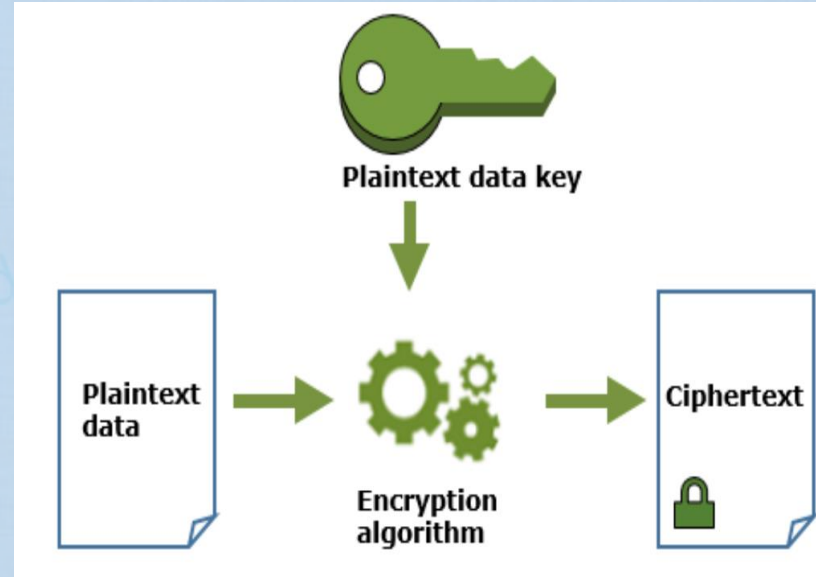 Plaintext data key
Plaintext
data
Encryption
algorithm
Ciphertext